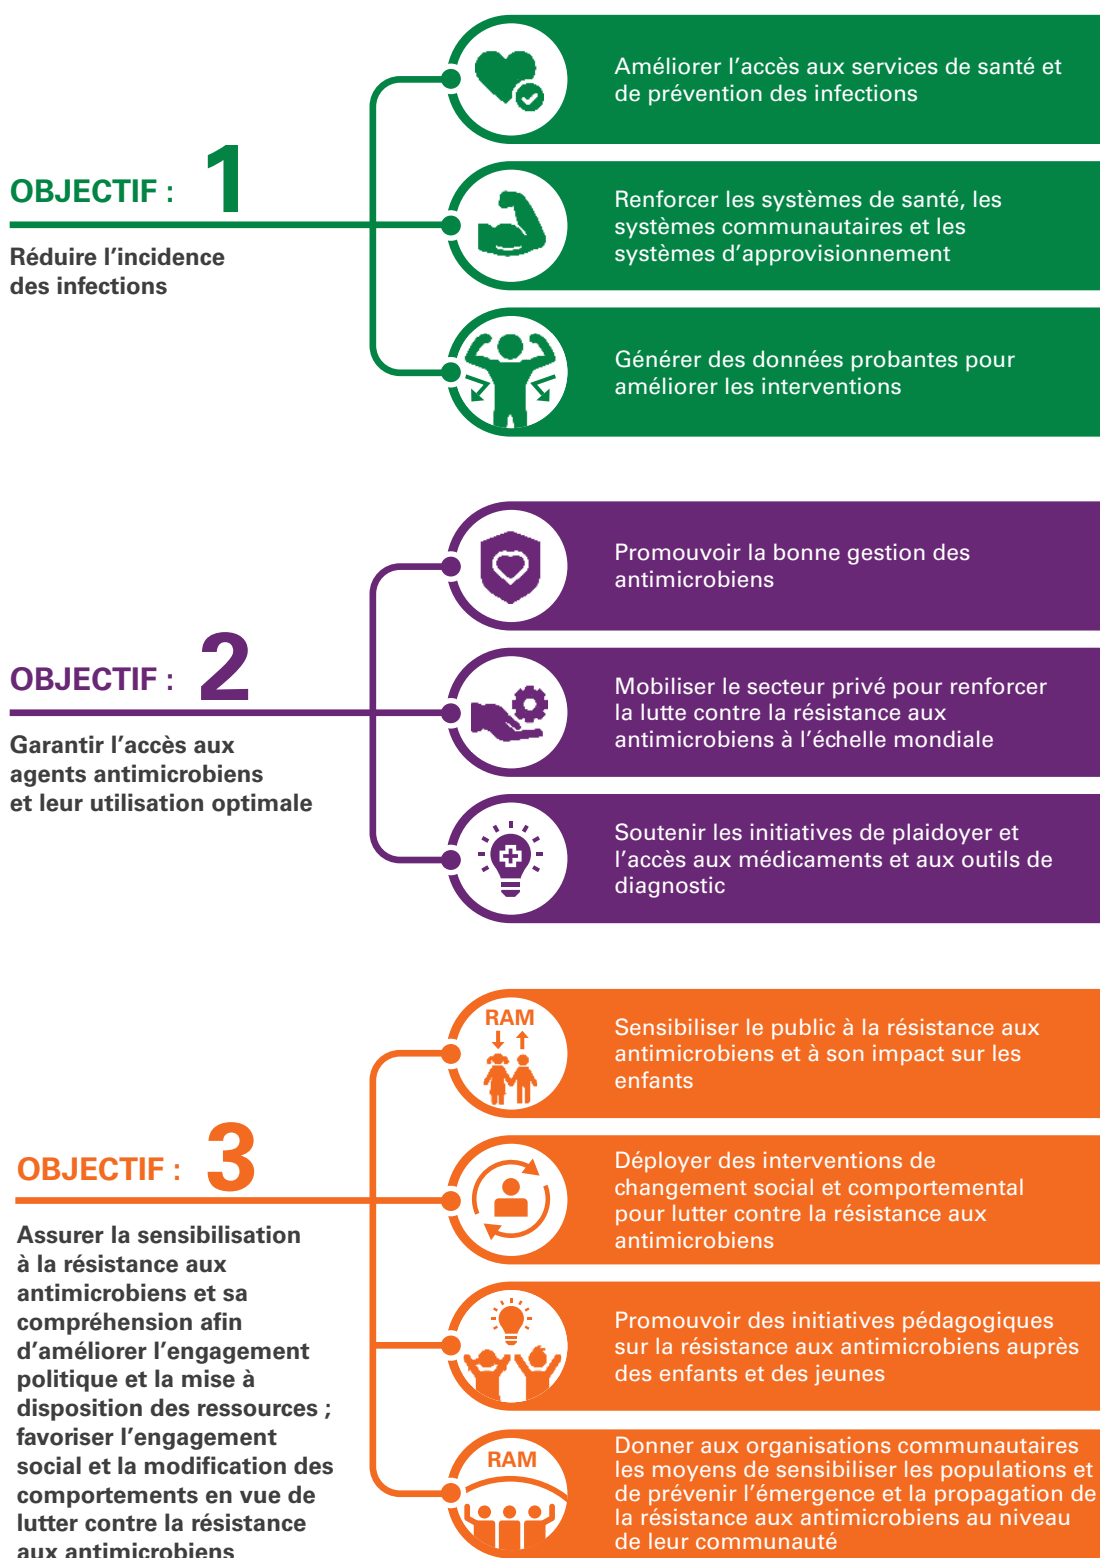 OBJECTIF : 1
Réduire l’incidence
des infections
Améliorer l’accès aux services de santé et
de prévention des infections
Renforcer les systèmes de santé, les
systèmes communautaires et les
systèmes d’approvisionnement
Générer des données probantes pour
améliorer les interventions
OBJECTIF : 2
Garantir l’accès aux
agents antimicrobiens
et leur utilisation optimale
Promouvoir la bonne gestion des
antimicrobiens
Mobiliser le secteur privé pour renforcer
la lutte contre la résistance aux
antimicrobiens à l’échelle mondiale
Soutenir les initiatives de plaidoyer et
l’accès aux médicaments et aux outils de
diagnostic
OBJECTIF : 3
Assurer la sensibilisation
à la résistance aux
antimicrobiens et sa
compréhension afin
d’améliorer l’engagement
politique et la mise à
disposition des ressources ;
favoriser l’engagement
social et la modification des
comportements en vue de
lutter contre la résistance
aux antimicrobiens
RAM
Sensibiliser le public à la résistance aux
antimicrobiens et à son impact sur les
enfants
Déployer des interventions de
changement social et comportemental
pour lutter contre la résistance aux
antimicrobiens
Promouvoir des initiatives pédagogiques
sur la résistance aux antimicrobiens auprès
des enfants et des jeunes
RAM
Donner aux organisations communautaires
les moyens de sensibiliser les populations et
de prévenir l’émergence et la propagation de
la résistance aux antimicrobiens au niveau
de leur communauté